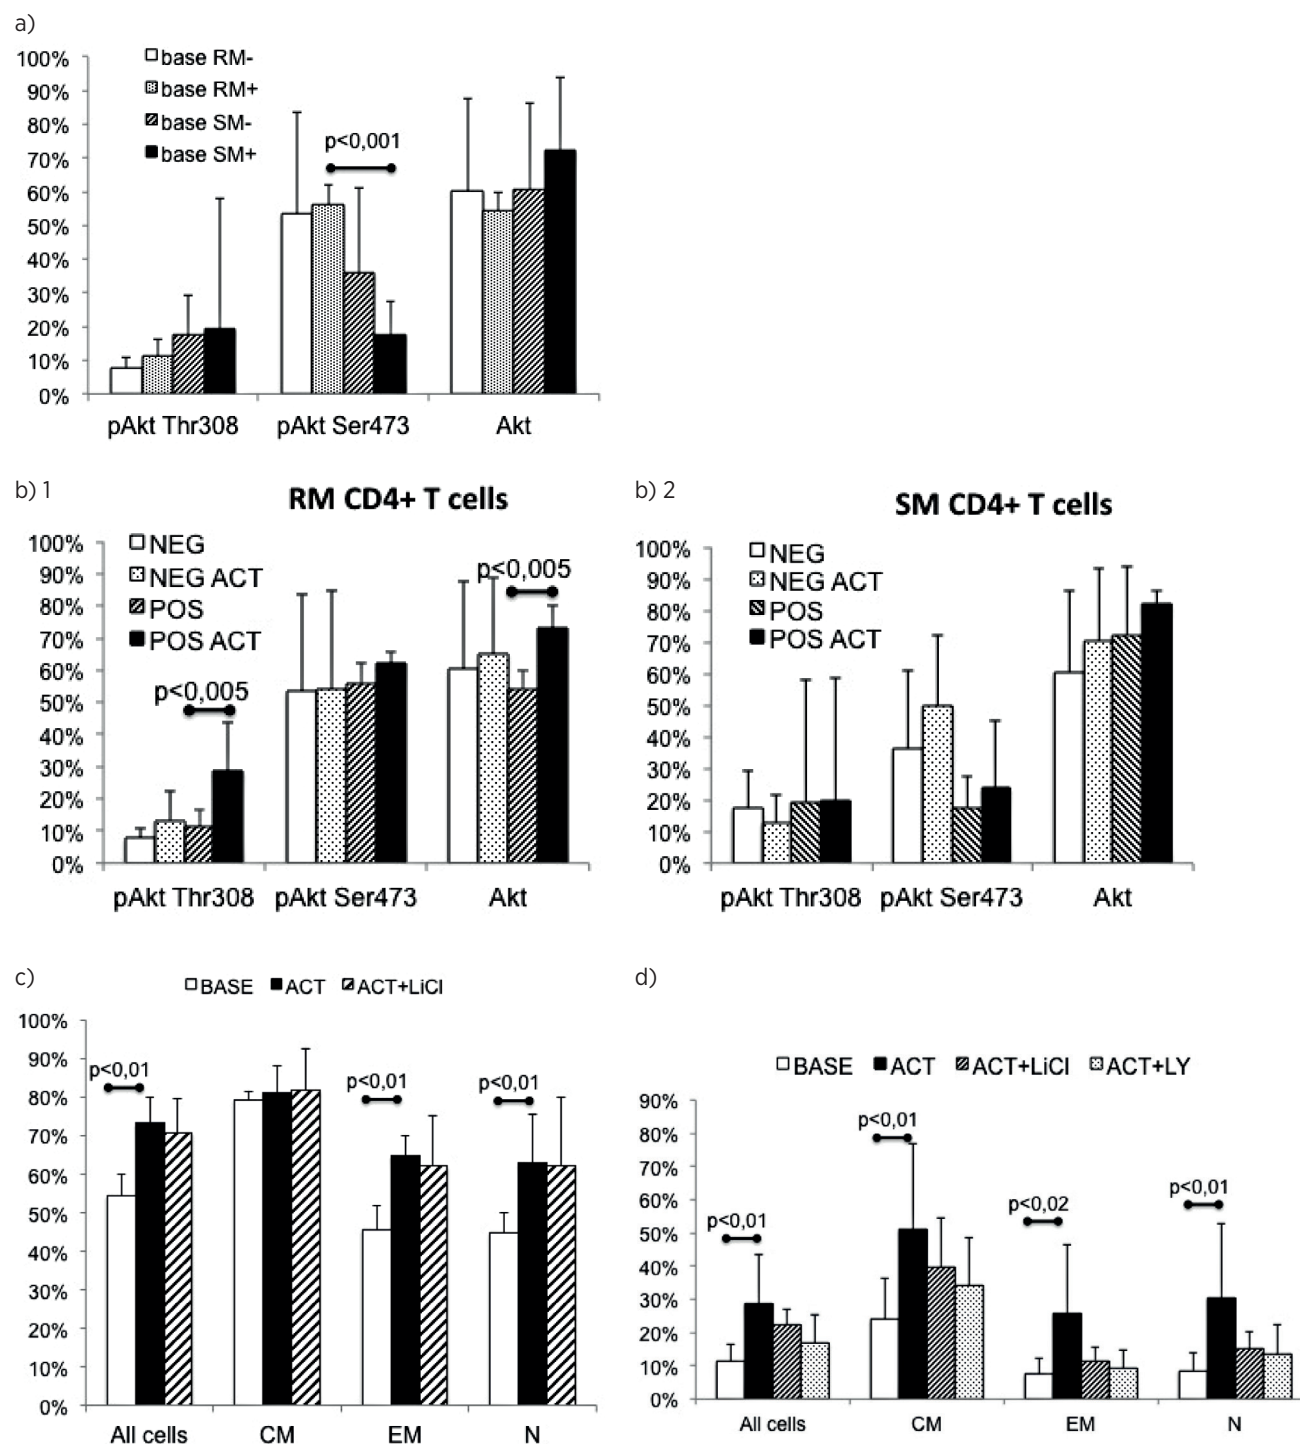 a)
100%
90%
80%
70%
60%
50%
40%
30%
20%
10%
0%
base RM-
base RM+
base SM-
base SM+
p<0,001
pAkt Thr308 pAkt Ser473 Akt
b) 1
RM CD4+ T cells
100%
90%
80%
70%
60%
50%
40%
30%
20%
10%
0%
NEG
NEG ACT
POS
POS ACT
p<0,005
p<0,005
pAkt Thr308 pAkt Ser473 Akt
b) 2
SM CD4+ T cells
100%
90%
80%
70%
60%
50%
40%
30%
20%
10%
0%
NEG
NEG ACT
POS
POS ACT
pAkt Thr308 pAkt Ser473 Akt
c)
BASE ACT ACT+LiCl
100%
90%
80%
70%
60%
50%
40%
30%
20%
10%
0%
p<0,01
p<0,01
p<0,01
All cells CM EM N
d)
BASE ACT ACT+LiCl ACT+LY
90%
80%
70%
60%
50%
40%
30%
20%
10%
0%
p<0,01
p<0,01
p<0,02
p<0,01
All cells CM EM N